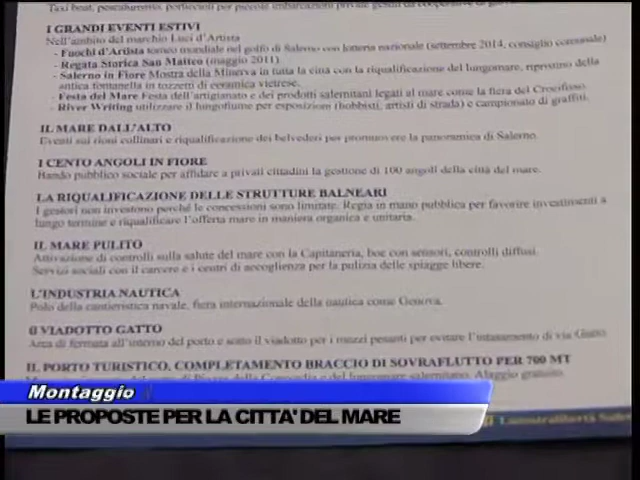 Taxi boat, pescaturismo, porticcioli per piccole imbarcazioni private gestiti da cooperative di
I GRANDI EVENTI ESTIVI
Nell'ambito del marchio Luci d'Artista
- Fuochi d'Artista torneo mondiale nel golfo di Salerno con lotteria nazionale (settembre 2014, consiglio comunale)
- Regata Storica San Matteo (maggio 2011)
- Salerno in Fiore Mostra della Minerva in tutta la città con la riqualificazione del lungomare, ripristino della
antica fontanella in tozzetti di ceramica vietrese.
- Festa del Mare Festa dell'artigianato e dei prodotti salernitani legati al mare come la fiera del Crocifisso.
- River Writing utilizzare il lungofiume per esposizioni (hobbisti, artisti di strada) e campionato di graffiti.
IL MARE DALL'ALTO
Eventi sui rioni collinari e riqualificazione dei belvederi per promuovere la panoramica di Salerno.
I CENTO ANGOLI IN FIORE
Bando pubblico sociale per affidare a privati cittadini la gestione di 100 angoli della città del mare.
LA RIQUALIFICAZIONE DELLE STRUTTURE BALNEARI
I gestori non investono perché le concessioni sono limitate. Regia in mano pubblica per favorire investimenti a
lungo termine e riqualificare l'offerta mare in maniera organica e unitaria.
IL MARE PULITO
Attivazione di controlli sulla salute del mare con la Capitaneria, boe con sensori, controlli diffusi.
Servizi sociali con il carcere e i centri di accoglienza per la pulizia delle spiagge libere.
L'INDUSTRIA NAUTICA
Polo della cantieristica navale, fiera internazionale della nautica come Genova.
Il VIADOTTO GATTO
Area di fermata all'interno del porto e sotto il viadotto per i mezzi pesanti per evitare l'intasamento di via Gatto
IL PORTO TURISTICO, COMPLETAMENTO BRACCIO DI SOVRAFLUTTO PER 700 MT
di Piazza della Concordia e del lungomare salernitano. Alaggio gratuito.
Montaggio
LE PROPOSTE PER LA CITTA' DEL MARE